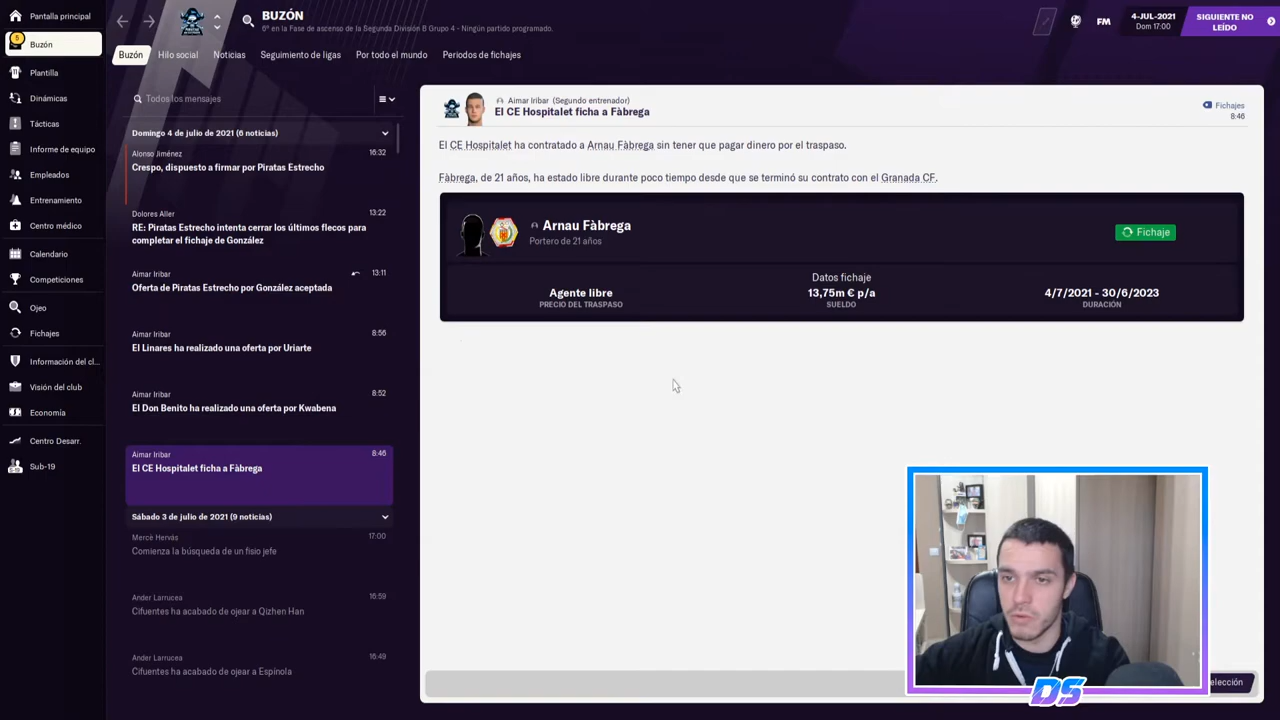 Pantalla principal
5
Buzón
Plantilla
Dinámicas
Tácticas
Informe de equipo
Empleados
Entrenamiento
Centro médico
Calendario
Competiciones
Ojeo
Fichajes
Información del cl...
Visión del club
Economía
Centro Desarr.
Sub-19
BUZÓN
6º en la Fase de ascenso de la Segunda División B Grupo 4 - Ningún partido programado.
FM
4-JUL-2021
Dom 17:00
SIGUIENTE NO
LEÍDO
Buzón
Hilo social
Noticias
Seguimiento de ligas
Por todo el mundo
Periodos de fichajes
Todos los mensajes
Domingo 4 de julio de 2021 (6 noticias)
Alonso Jiménez 16:32
Crespo, dispuesto a firmar por Piratas Estrecho
Dolores Aller 13:22
RE: Piratas Estrecho intenta cerrar los últimos flecos para
completar el fichaje de González
Aimar Iribar 13:11
Oferta de Piratas Estrecho por González aceptada
Aimar Iribar 8:56
El Linares ha realizado una oferta por Uriarte
Aimar Iribar 8:52
El Don Benito ha realizado una oferta por Kwabena
Aimar Iribar 8:46
El CE Hospitalet ficha a Fàbrega
Sábado 3 de julio de 2021 (9 noticias)
Mercè Hervás 17:00
Comienza la búsqueda de un fisio jefe
Ander Larrucea 16:59
Cifuentes ha acabado de ojear a Qizhen Han
Ander Larrucea 16:49
Cifuentes ha acabado de ojear a Espínola
Aimar Iribar (Segundo entrenador)
El CE Hospitalet ficha a Fàbrega
Fichajes
8:46
El CE Hospitalet ha contratado a Arnau Fàbrega sin tener que pagar dinero por el traspaso.
Fàbrega, de 21 años, ha estado libre durante poco tiempo desde que se terminó su contrato con el Granada CF.
Arnau Fàbrega
Portero de 21 años
Fichaje
Datos fichaje
Agente libre
PRECIO DEL TRASPASO
13,75m € p/a
SUELDO
4/7/2021 - 30/6/2023
DURACIÓN
elección
DS